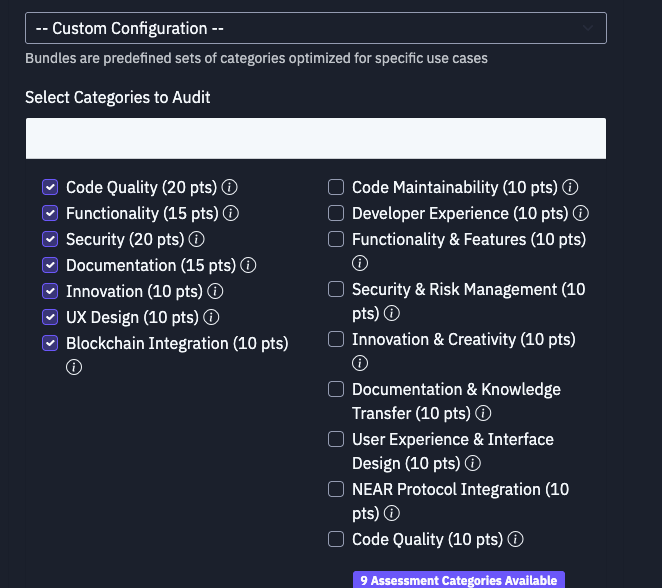 -- Custom Configuration --
Bundles are predefined sets of categories optimized for specific use cases
Select Categories to Audit
Code Quality (20 pts)
Functionality (15 pts)
Security (20 pts)
Documentation (15 pts)
Innovation (10 pts)
UX Design (10 pts)
Blockchain Integration (10 pts)
Code Maintainability (10 pts)
Developer Experience (10 pts)
Functionality & Features (10 pts)
Security & Risk Management (10
pts)
Innovation & Creativity (10 pts)
Documentation & Knowledge
Transfer (10 pts)
User Experience & Interface
Design (10 pts)
NEAR Protocol Integration (10
pts)
Code Quality (10 pts)
9 Assessment Categories Available